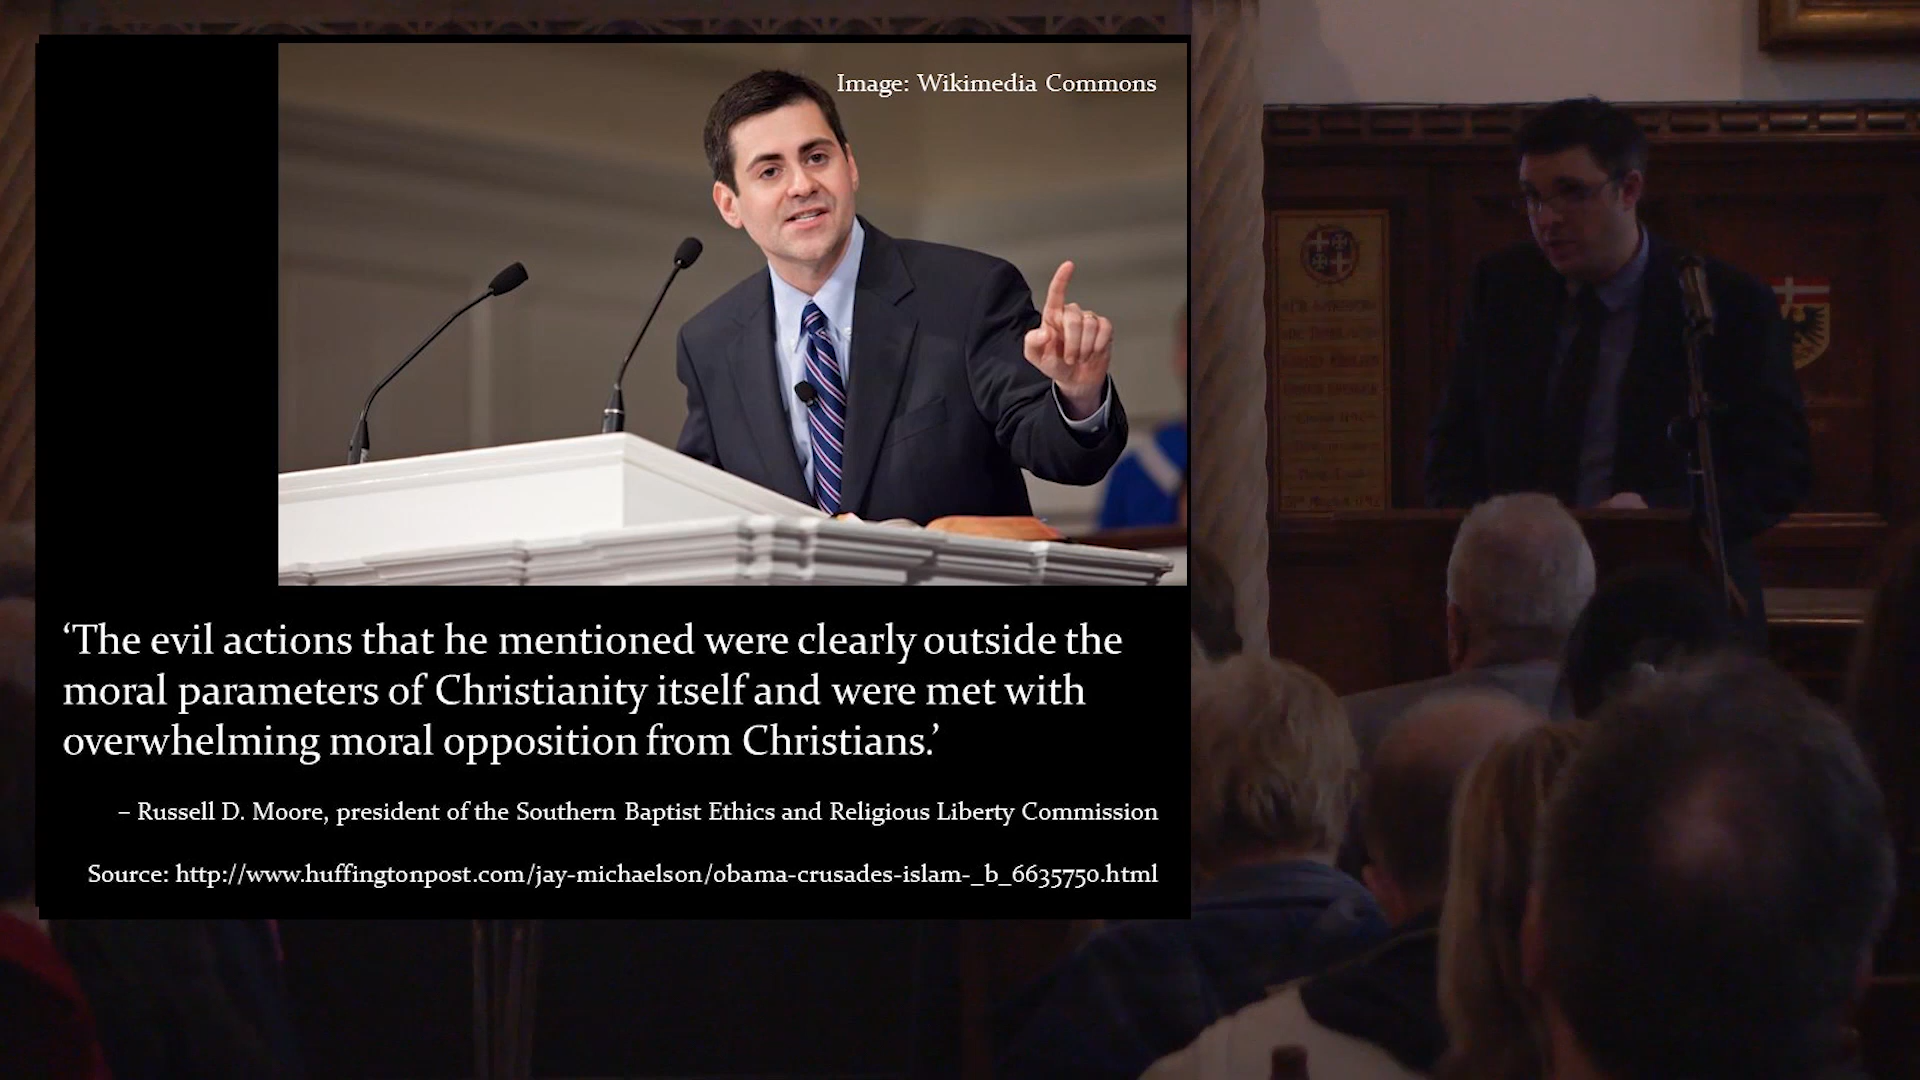 Image: Wikimedia Commons
‘The evil actions that he mentioned were clearly outside the
moral parameters of Christianity itself and were met with
overwhelming moral opposition from Christians.’
– Russell D. Moore, president of the Southern Baptist Ethics and Religious Liberty Commission
Source: http://www.huffingtonpost.com/jay-michaelson/obama-crusades-islam-_b_6635750.html